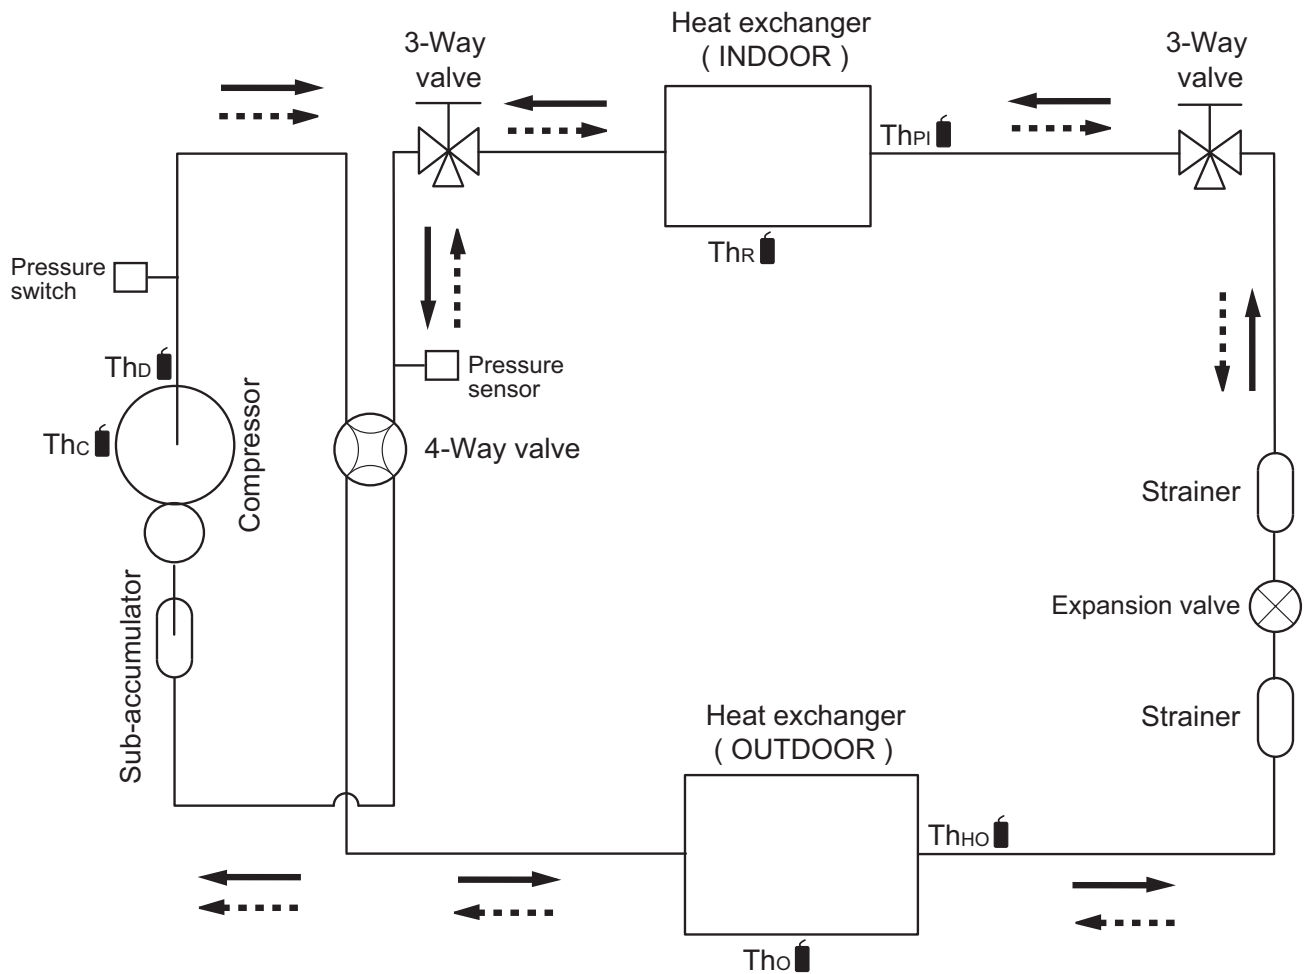 Heat exchanger
( INDOOR )
3-Way
valve
3-Way
valve
ThPI
ThR
Pressure
switch
ThD
Pressure
sensor
ThC
Compressor
4-Way valve
Strainer
Expansion valve
Sub-accumulator
Strainer
Heat exchanger
( OUTDOOR )
ThHO
ThO